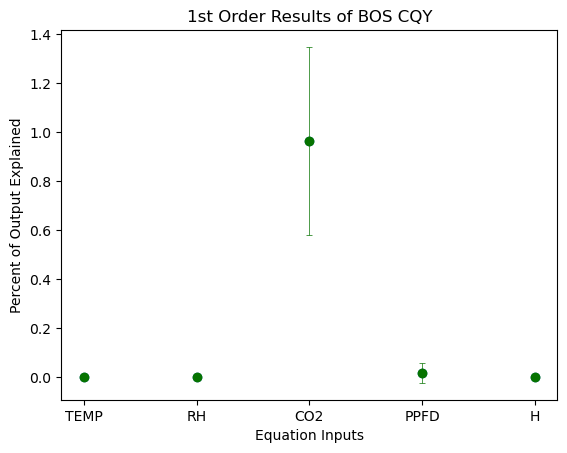 1st Order Results of BOS CQY
1.4
1.2
1.0
0.8
0.6
0.4
0.2
0.0
Percent of Output Explained
TEMP RH CO2 PPFD H
Equation Inputs